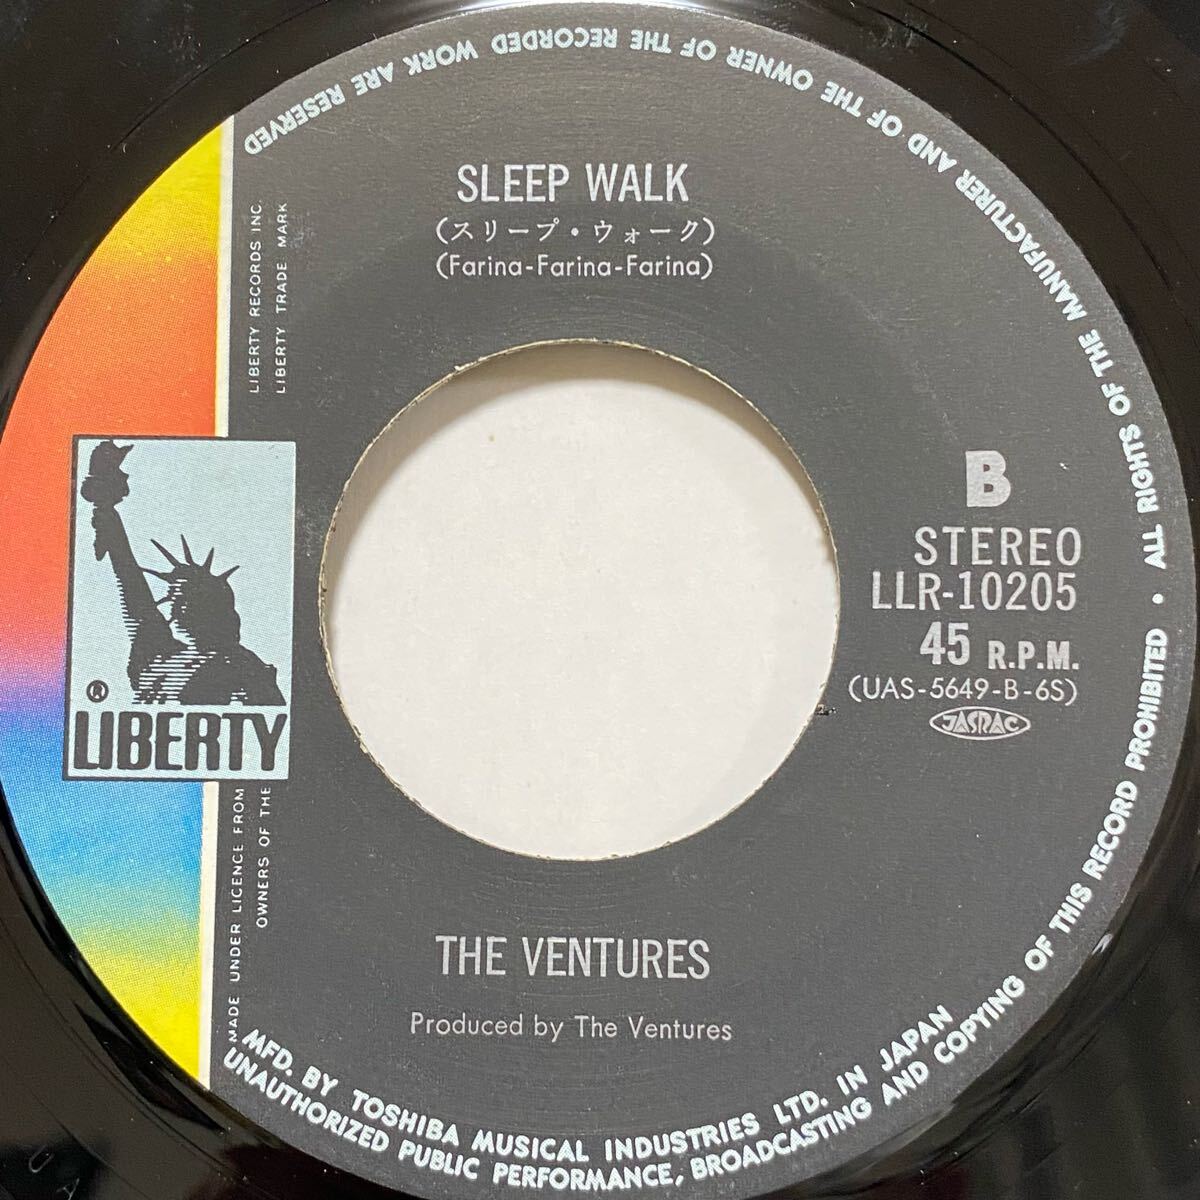 SLEEP WALK
(スリープ・ウォーク)
(Farina-Farina-Farina)
LIBERTY RECORDS INC.
LIBERTY TRADE MARK
® LIBERTY
B
STEREO
LLR-10205
45 R.P.M.
(UAS-5649-B-6S)
JASRAC
THE VENTURES
Produced by The Ventures
MADE UNDER LICENCE FROM
OWNERS OF THE
MFD. BY TOSHIBA MUSICAL INDUSTRIES LTD. IN JAPAN
UNAUTHORIZED PUBLIC PERFORMANCE, BROADCASTING AND COPYING OF THIS RECORD PROHIBITED • ALL RIGHTS OF THE MANUFACTURER AND OF THE OWNER OF THE RECORDED WORK ARE RESERVED